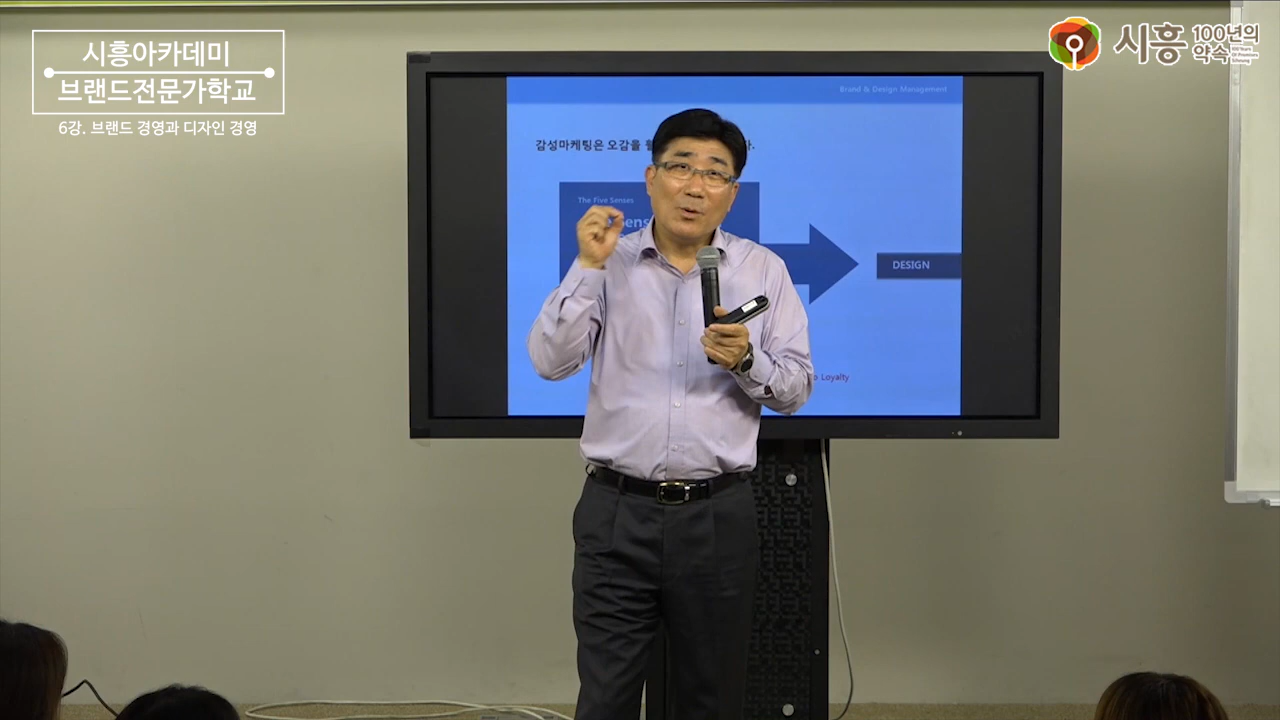 시흥아카데미
브랜드전문가학교
6강. 브랜드 경영과 디자인 경영
시흥 100년의
약속
Brand & Design Management
감성마케팅은 오감을
다.
The Five Senses
DESIGN
Loyalty